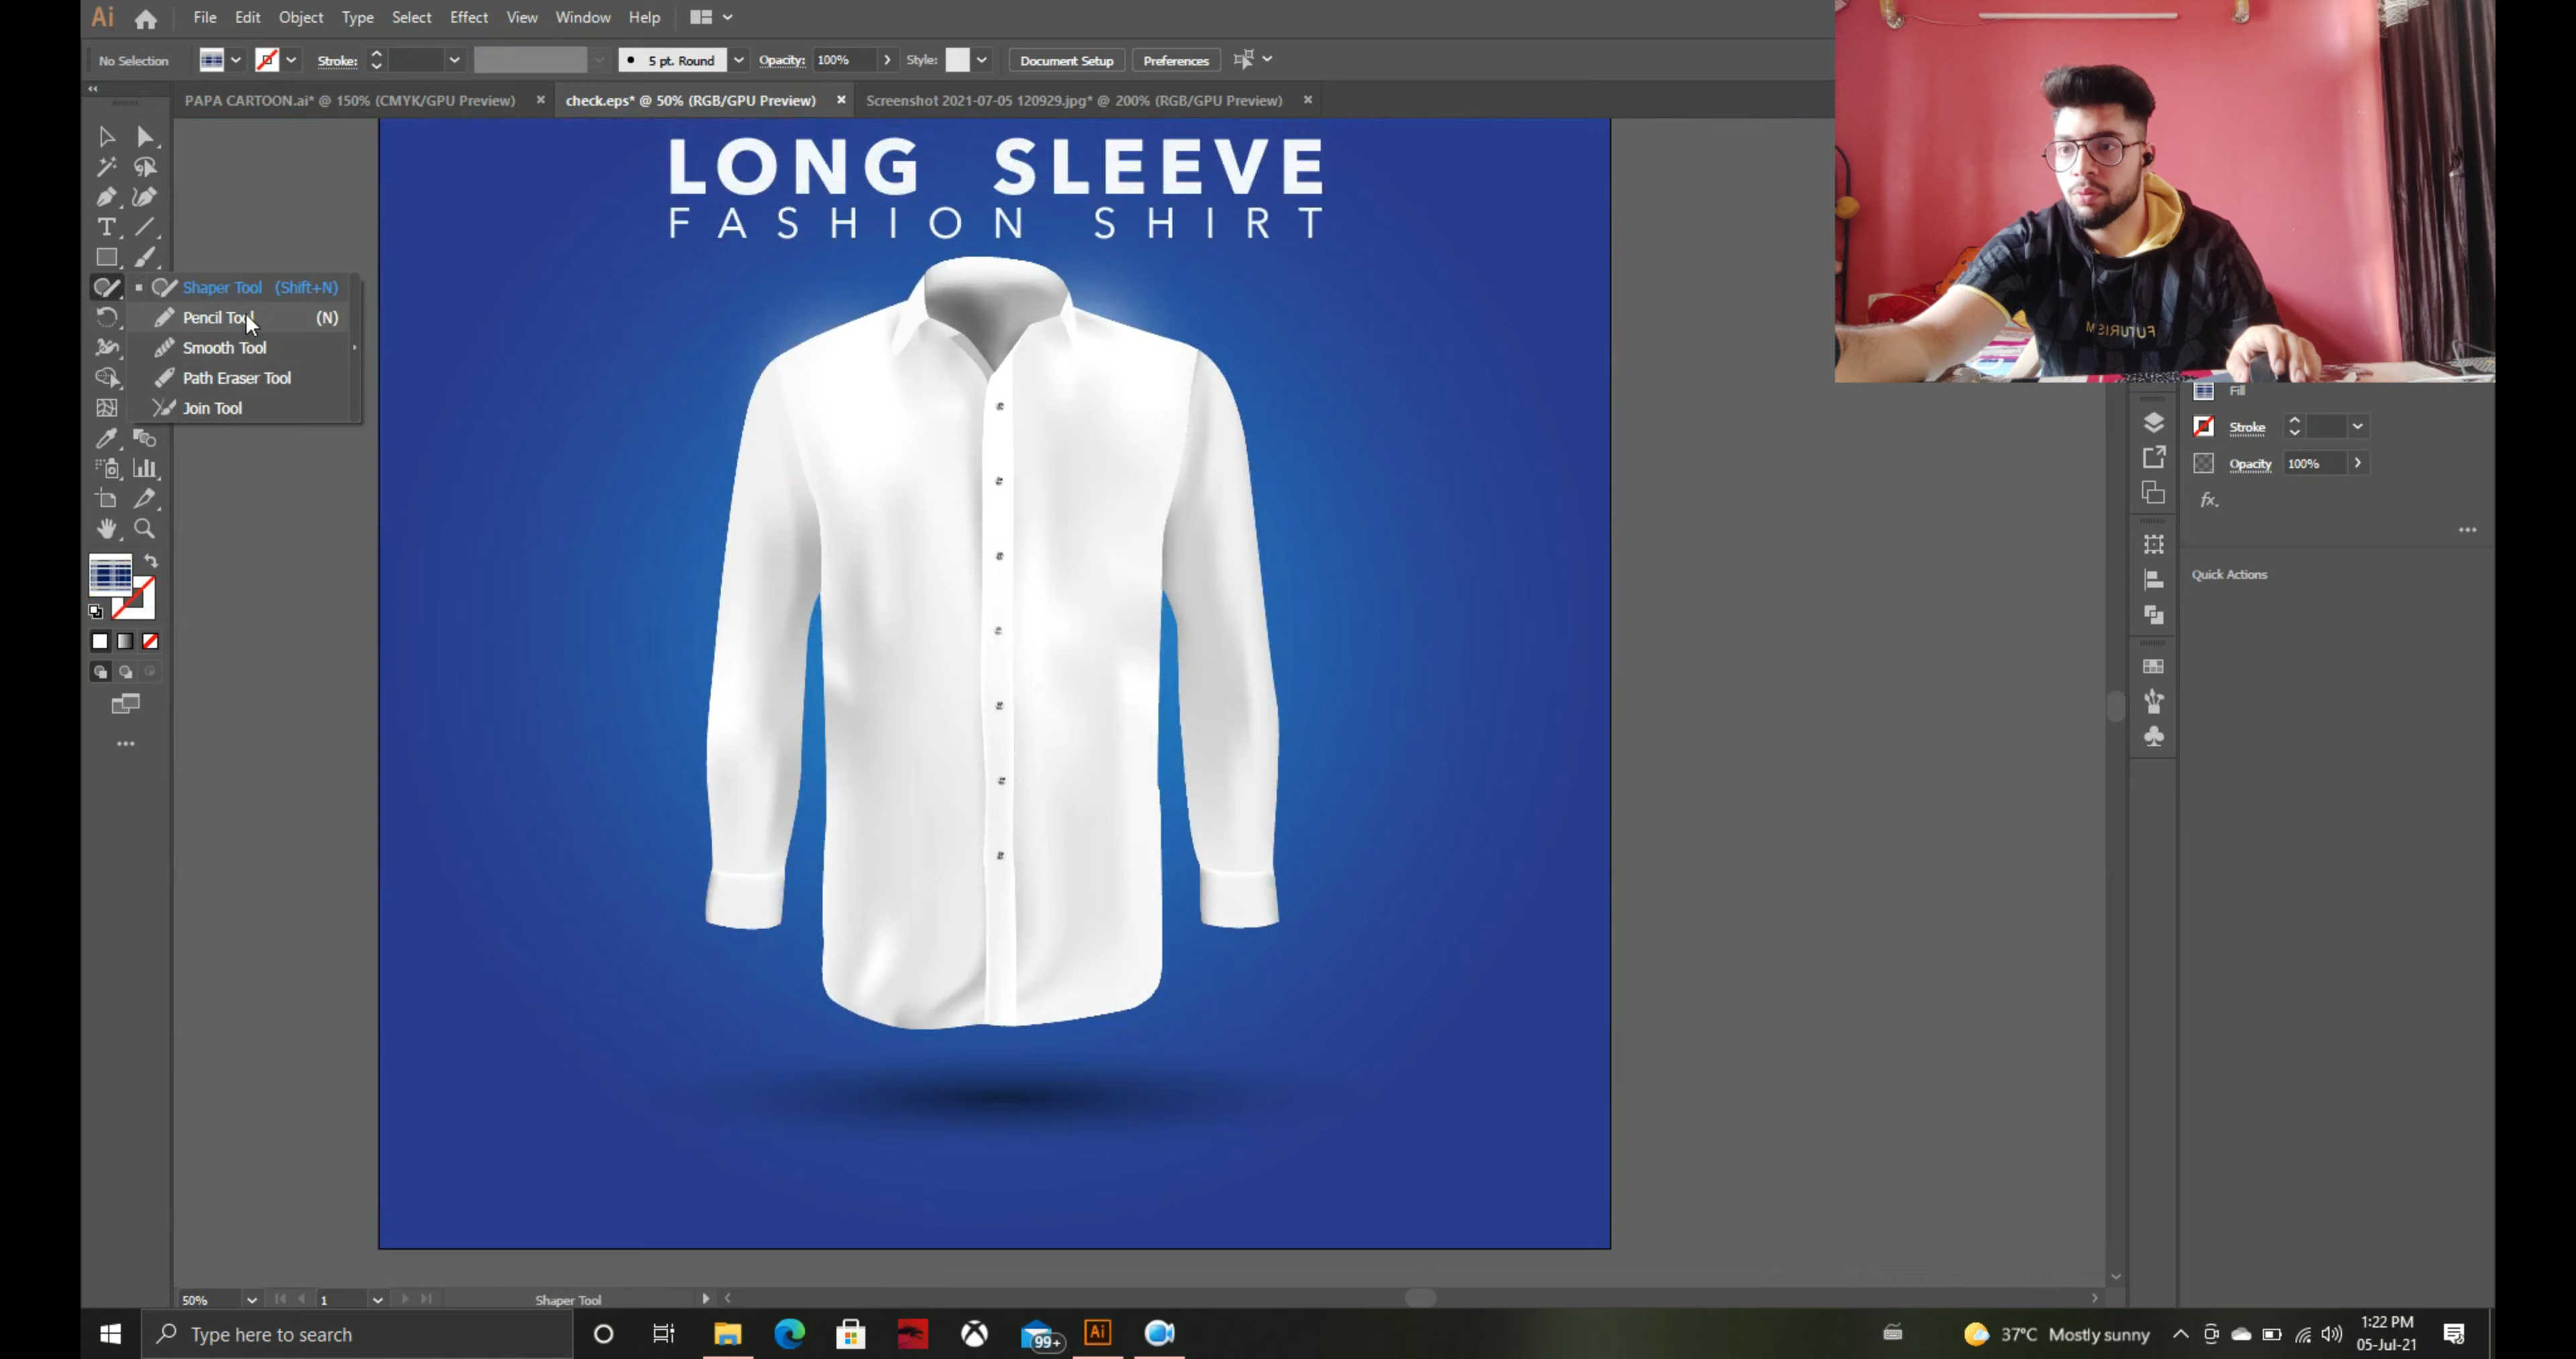 Ai File Edit Object Type Select Effect View Window Help
No Selection Stroke: 5 pt. Round Opacity: 100% Style: Document Setup Preferences
PAPA CARTOON.ai* @ 150% (CMYK/GPU Preview) × check.eps* @ 50% (RGB/GPU Preview) × Screenshot 2021-07-05 120929.jpg* @ 200% (RGB/GPU Preview) ×
LONG SLEEVE
FASHION SHIRT
Shaper Tool (Shift+N)
Pencil Tool (N)
Smooth Tool
Path Eraser Tool
Join Tool
FUTURISM
Fill
Stroke
Opacity 100%
fx.
Quick Actions
50% 1 Shaper Tool
Type here to search
99+
Ai
37°C Mostly sunny
1:22 PM
05-Jul-21